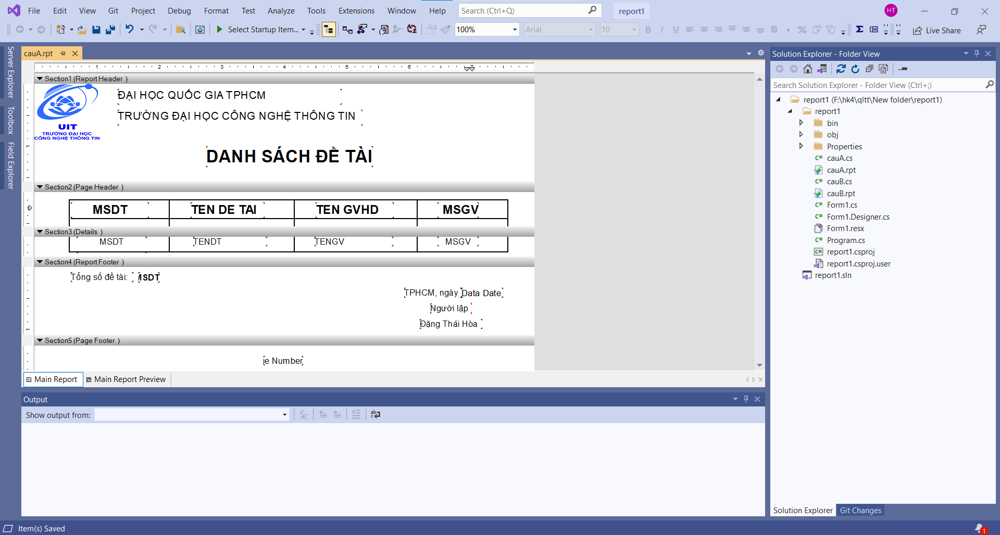 File Edit View Git Project Debug Format Test Analyze Tools Extensions Window Help Search (Ctrl+Q) report1 HT
Select Startup Item... 100% Arial 10 B I U $ , % Σ Live Share
Server Explorer
Toolbox
Field Explorer
cauA.rpt
1 2 3 4 5 6 7
Section1 (Report Header )
UIT
TRƯỜNG ĐẠI HỌC
CÔNG NGHỆ THÔNG TIN
ĐẠI HỌC QUỐC GIA TPHCM
TRƯỜNG ĐẠI HỌC CÔNG NGHỆ THÔNG TIN
DANH SÁCH ĐỀ TÀI
Section2 (Page Header )
MSDT TEN DE TAI TEN GVHD MSGV
Section3 (Details )
MSDT TENDT TENGV MSGV
Section4 (Report Footer )
Tổng số đề tài: MSDT
TPHCM, ngày Data Date
Người lập
Đặng Thái Hòa
Section5 (Page Footer )
e Number
Main Report Main Report Preview
Output
Show output from:
Solution Explorer - Folder View
Search Solution Explorer - Folder View (Ctrl+;)
report1 (F:\hk4\qltt\New folder\report1)
report1
bin
obj
Properties
cauA.cs
cauA.rpt
cauB.cs
cauB.rpt
Form1.cs
Form1.Designer.cs
Form1.resx
Program.cs
report1.csproj
report1.csproj.user
report1.sln
Solution Explorer Git Changes
Item(s) Saved 1